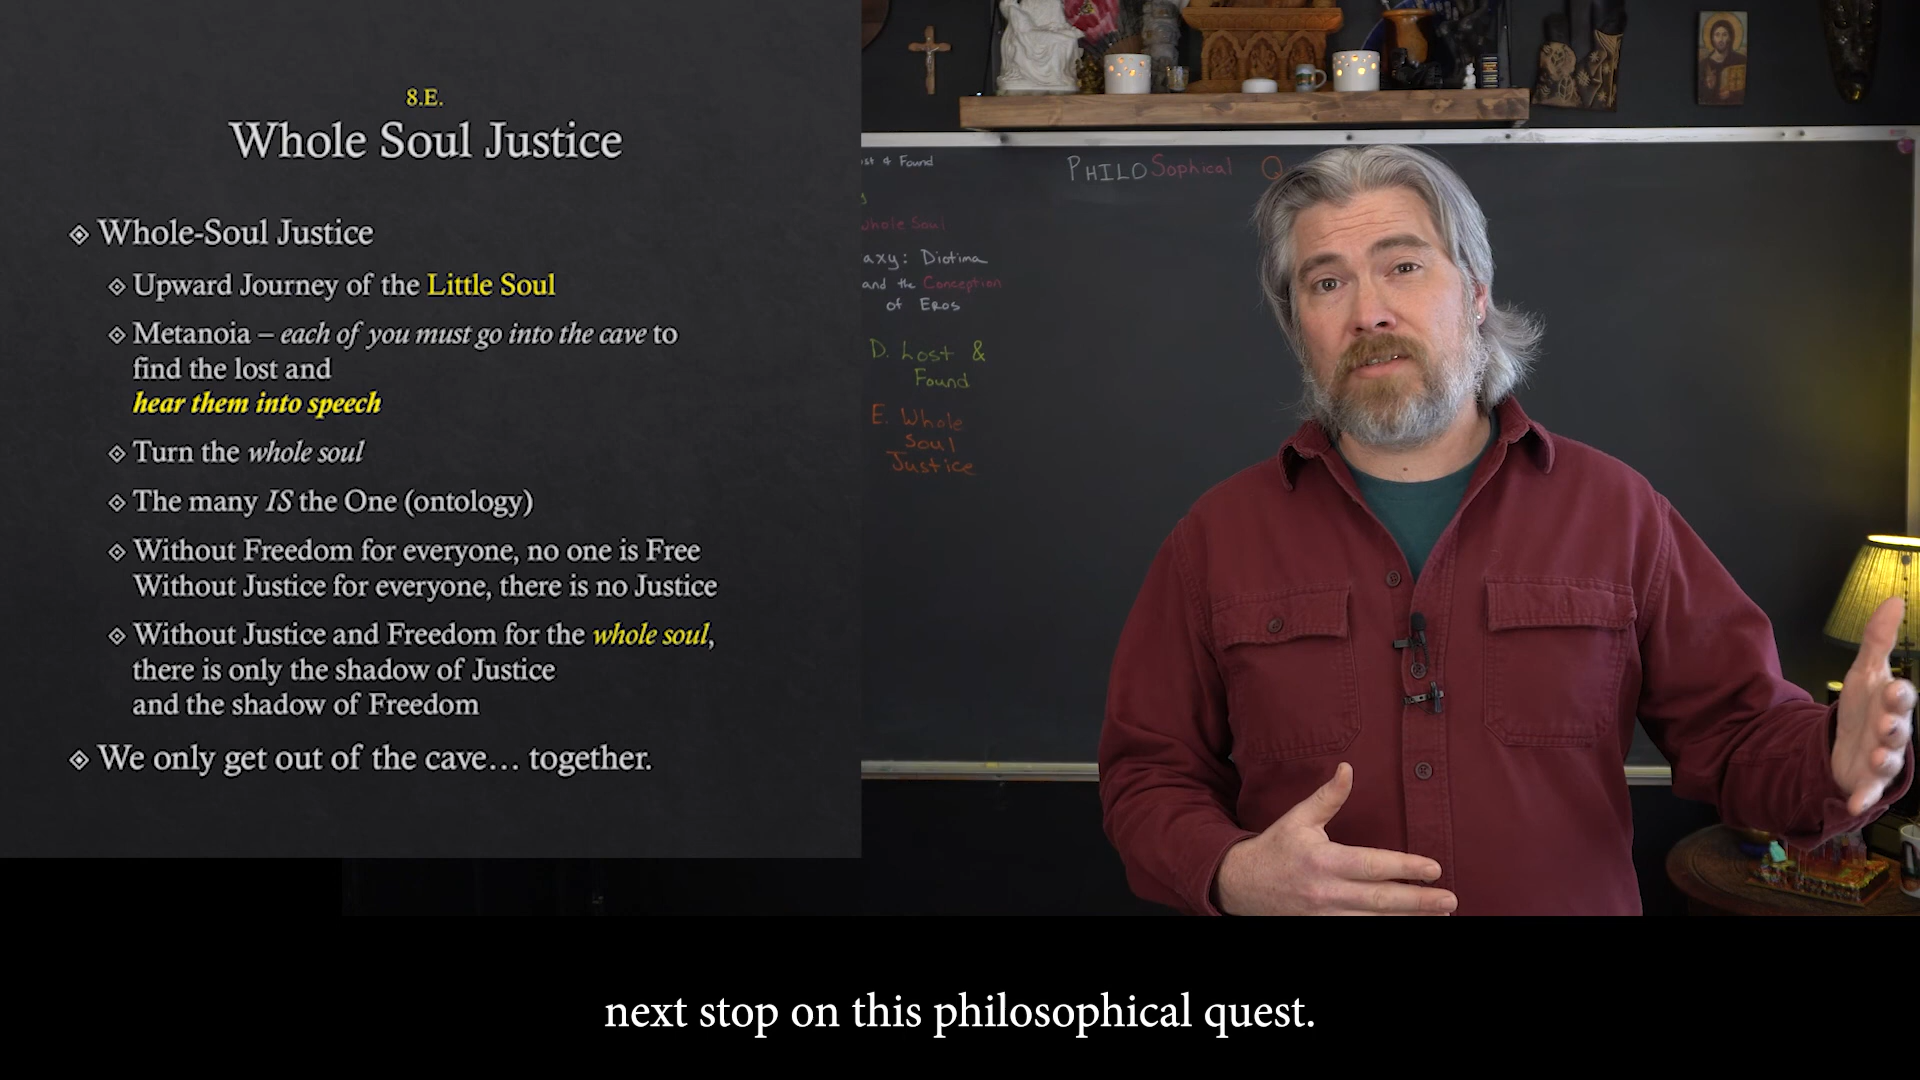 8.E.
Whole Soul Justice
Whole-Soul Justice
Upward Journey of the Little Soul
Metanoia – each of you must go into the cave to
find the lost and
hear them into speech
Turn the whole soul
The many IS the One (ontology)
Without Freedom for everyone, no one is Free
Without Justice for everyone, there is no Justice
Without Justice and Freedom for the whole soul,
there is only the shadow of Justice
and the shadow of Freedom
We only get out of the cave... together.
& Found
Whole Soul
axy: Diotima
and the Conception
of Eros
D. Lost &
Found
E. Whole
Soul
Justice
PHILOSophical Q
next stop on this philosophical quest.